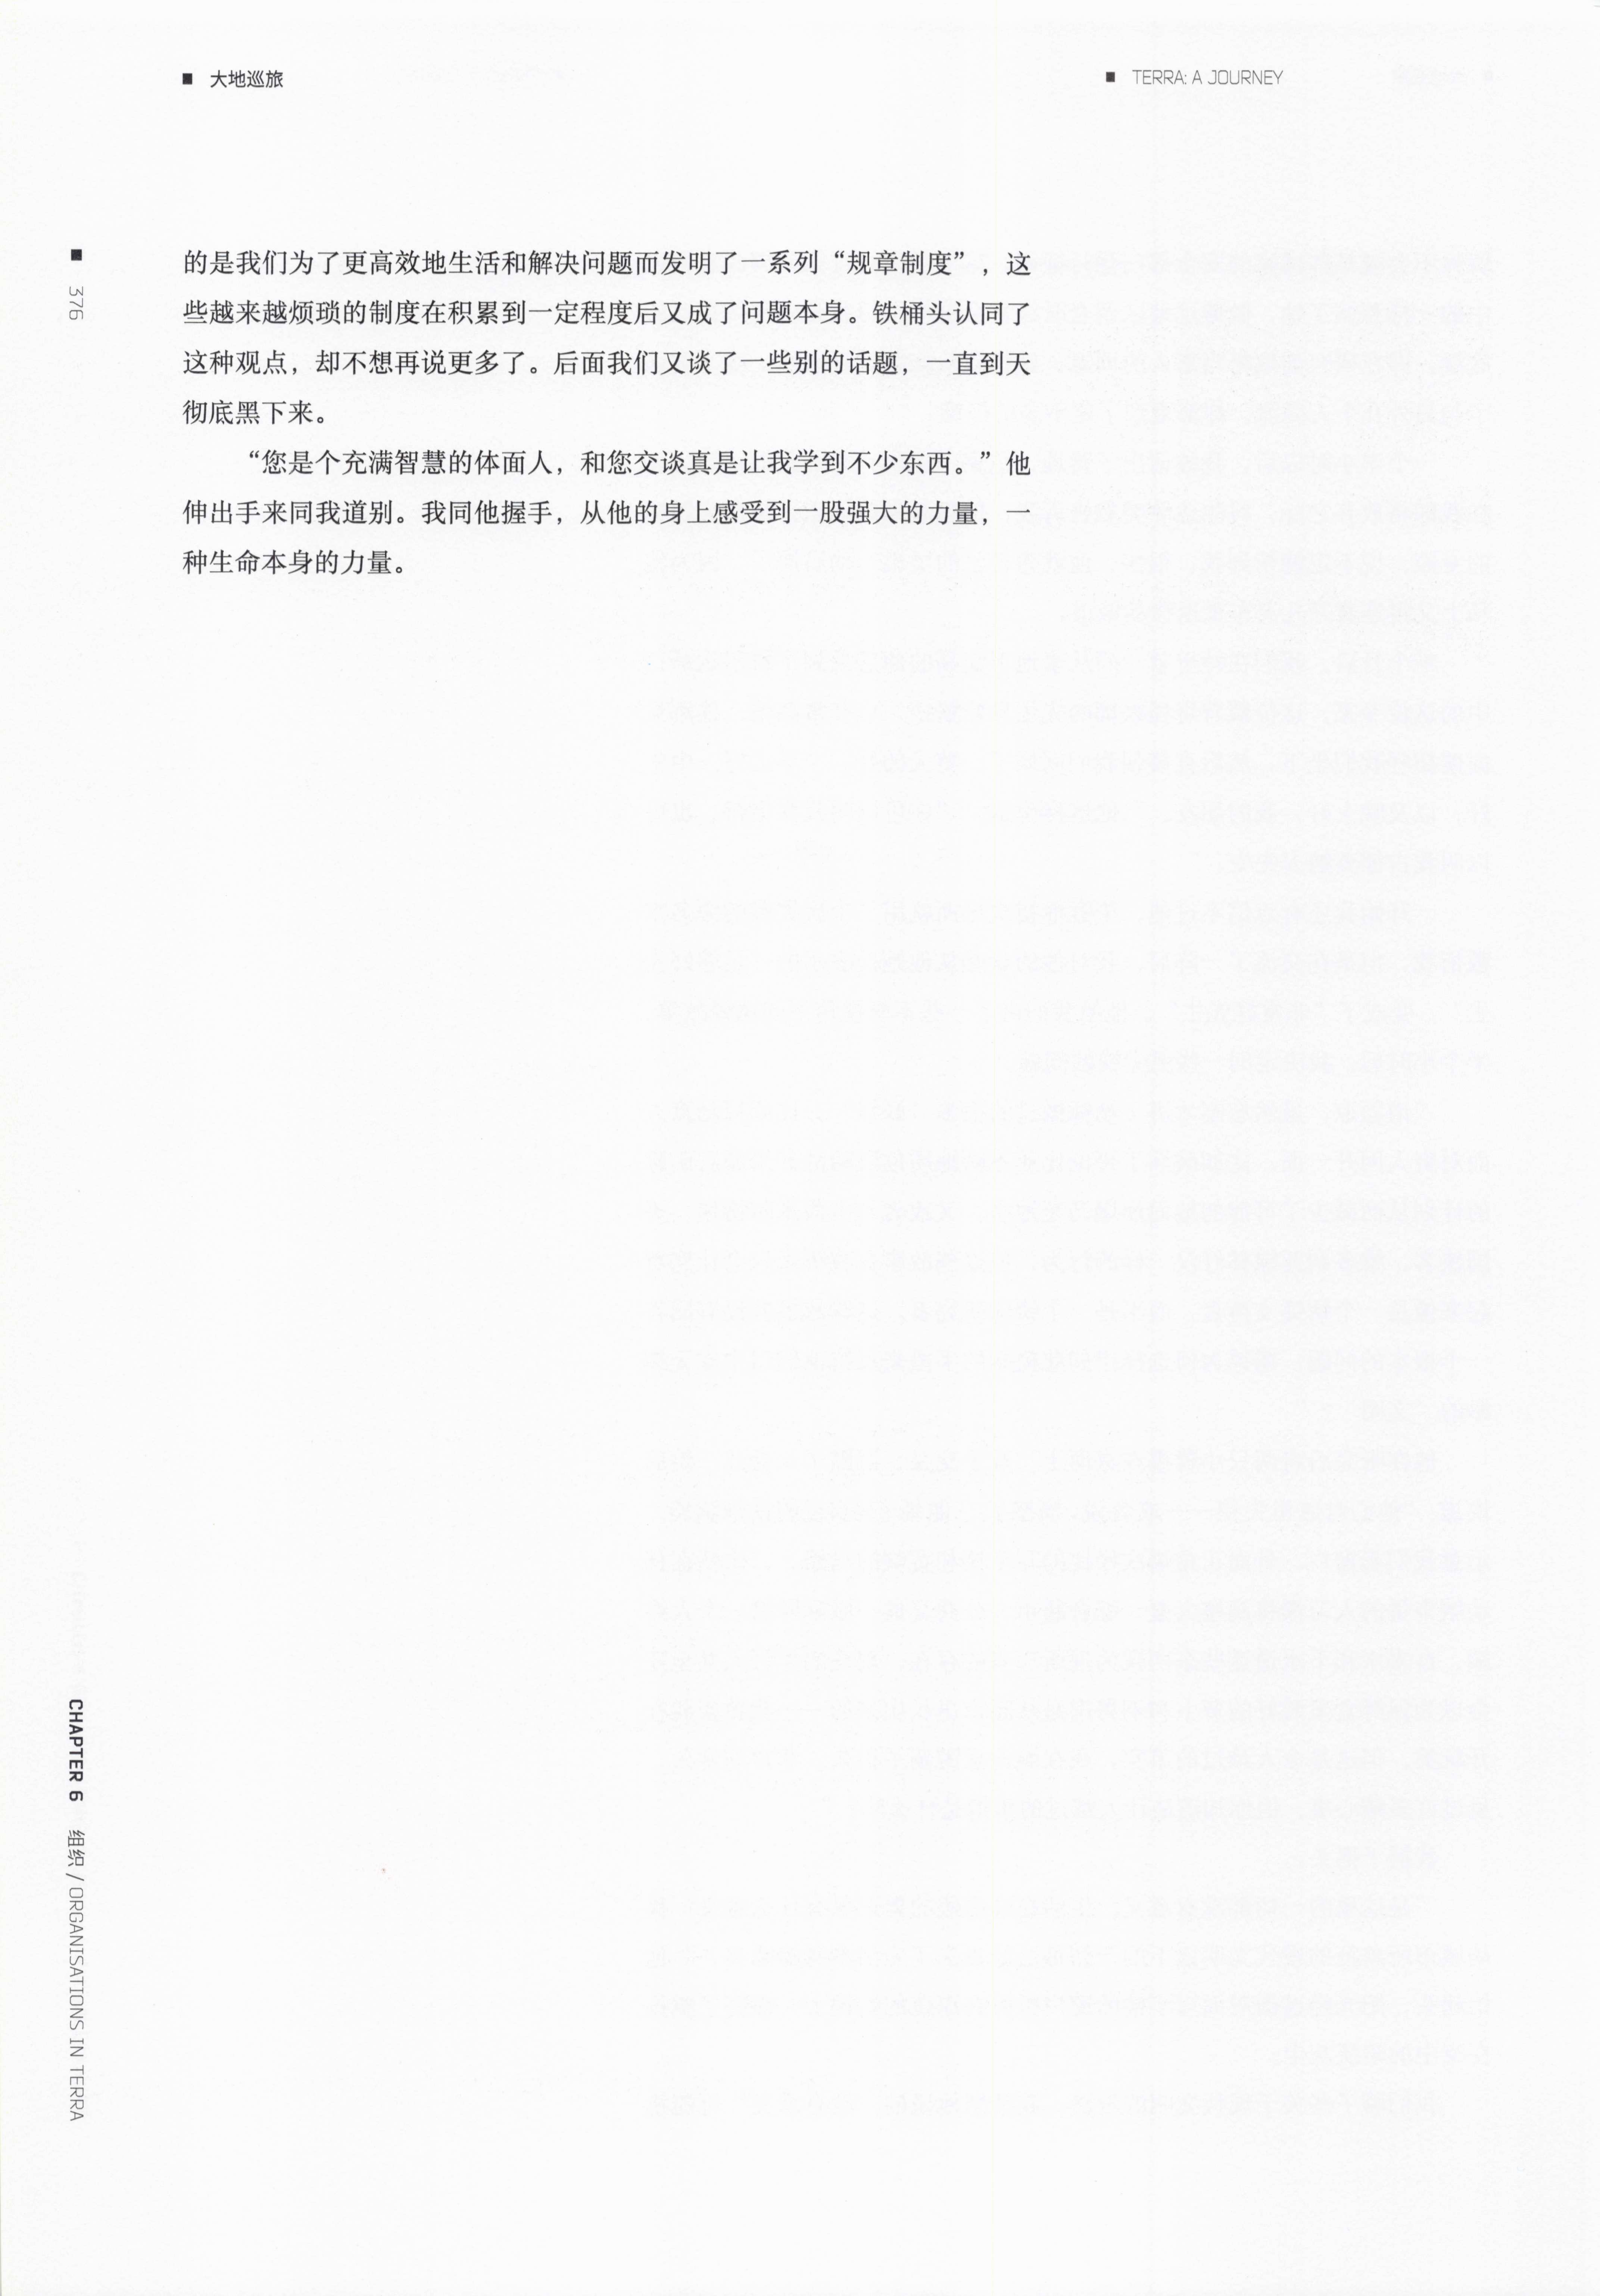 ■ 大地巡旅
■ TERRA: A JOURNEY
■ 376
的是我们为了更高效地生活和解决问题而发明了一系列“规章制度”，这
些越来越烦琐的制度在积累到一定程度后又成了问题本身。铁桶头认同了
这种观点，却不想再说更多了。后面我们又谈了一些别的话题，一直到天
彻底黑下来。
“您是个充满智慧的体面人，和您交谈真是让我学到不少东西。”他
伸出手来同我道别。我同他握手，从他的身上感受到一股强大的力量，一
种生命本身的力量。
CHAPTER 6 组织 / ORGANISATIONS IN TERRA